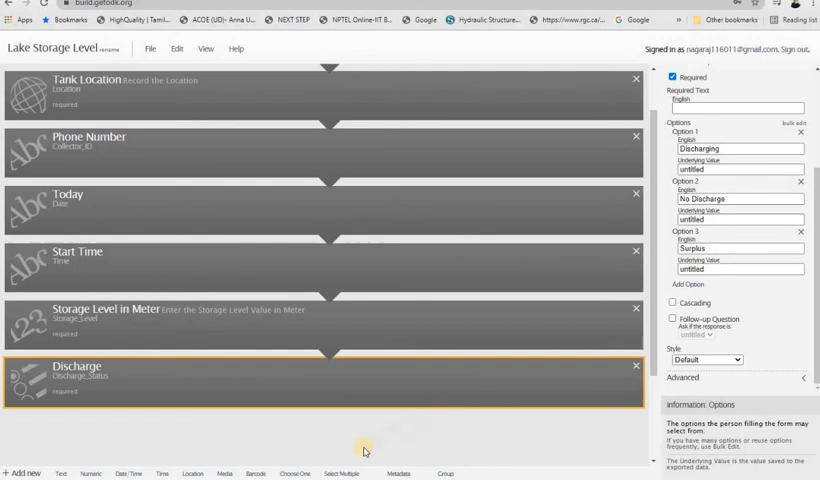 build.getodk.org
Apps Bookmarks HighQuality | Tamil... ACOE (UD)- Anna U... NEXT STEP NPTEL Online-IIT B... Google Hydraulic Structure... https://www.rgc.ca/... Google » Other bookmarks Reading list
Lake Storage Level rename File Edit View Help Signed in as nagaraj116011@gmail.com. Sign out.
Tank Location Record the Location
Location
required
Phone Number
Collector_ID
Today
Date
Start Time
Time
Storage Level in Meter Enter the Storage Level Value in Meter
Storage_Level
required
Discharge
Discharge_Status
required
Required
Required Text
English
Options bulk edit
Option 1
English
Discharging
Underlying Value
untitled
Option 2
English
No Discharge
Underlying Value
untitled
Option 3
English
Surplus
Underlying Value
untitled
Add Option
Cascading
Follow-up Question
Ask if the response is:
untitled
Style
Default
Advanced
Information: Options
The options the person filling the form may
select from.
If you have many options or reuse options
frequently, use Bulk Edit.
The Underlying Value is the value saved to the
exported data.
+ Add new Text Numeric Date/Time Time Location Media Barcode Choose One Select Multiple Metadata Group